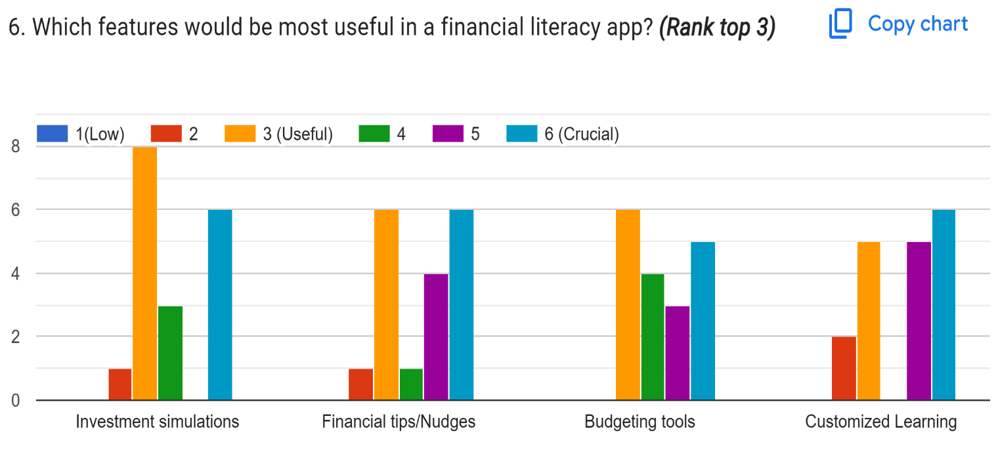 6. Which features would be most useful in a financial literacy app? (Rank top 3)
Copy chart
1(Low) 2 3 (Useful) 4 5 6 (Crucial)
8
6
4
2
0
Investment simulations Financial tips/Nudges Budgeting tools Customized Learning